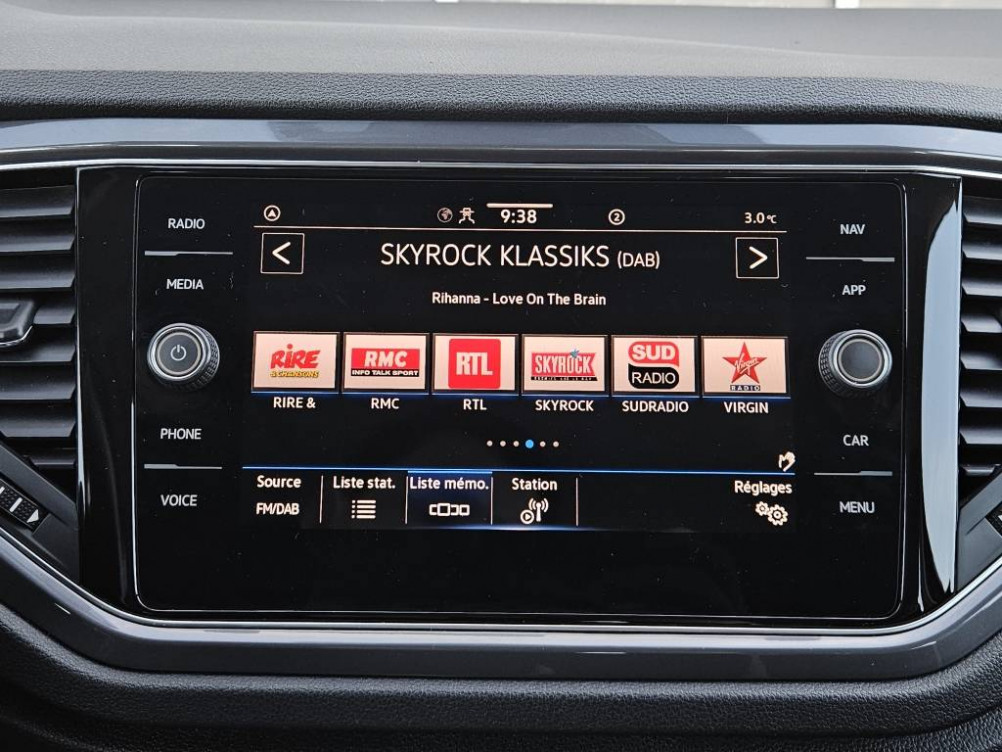 RADIO
MEDIA
PHONE
VOICE
9:38
2
3.0°C
<
SKYROCK KLASSIKS (DAB)
>
Rihanna - Love On The Brain
RIRE
& CHANSONS
RMC
INFO TALK SPORT
RTL
SKYROCK
SUD
RADIO
Virgin
RADIO
RIRE &
RMC
RTL
SKYROCK
SUDRADIO
VIRGIN
Source
FM/DAB
Liste stat.
Liste mémo.
Station
Réglages
NAV
APP
CAR
MENU